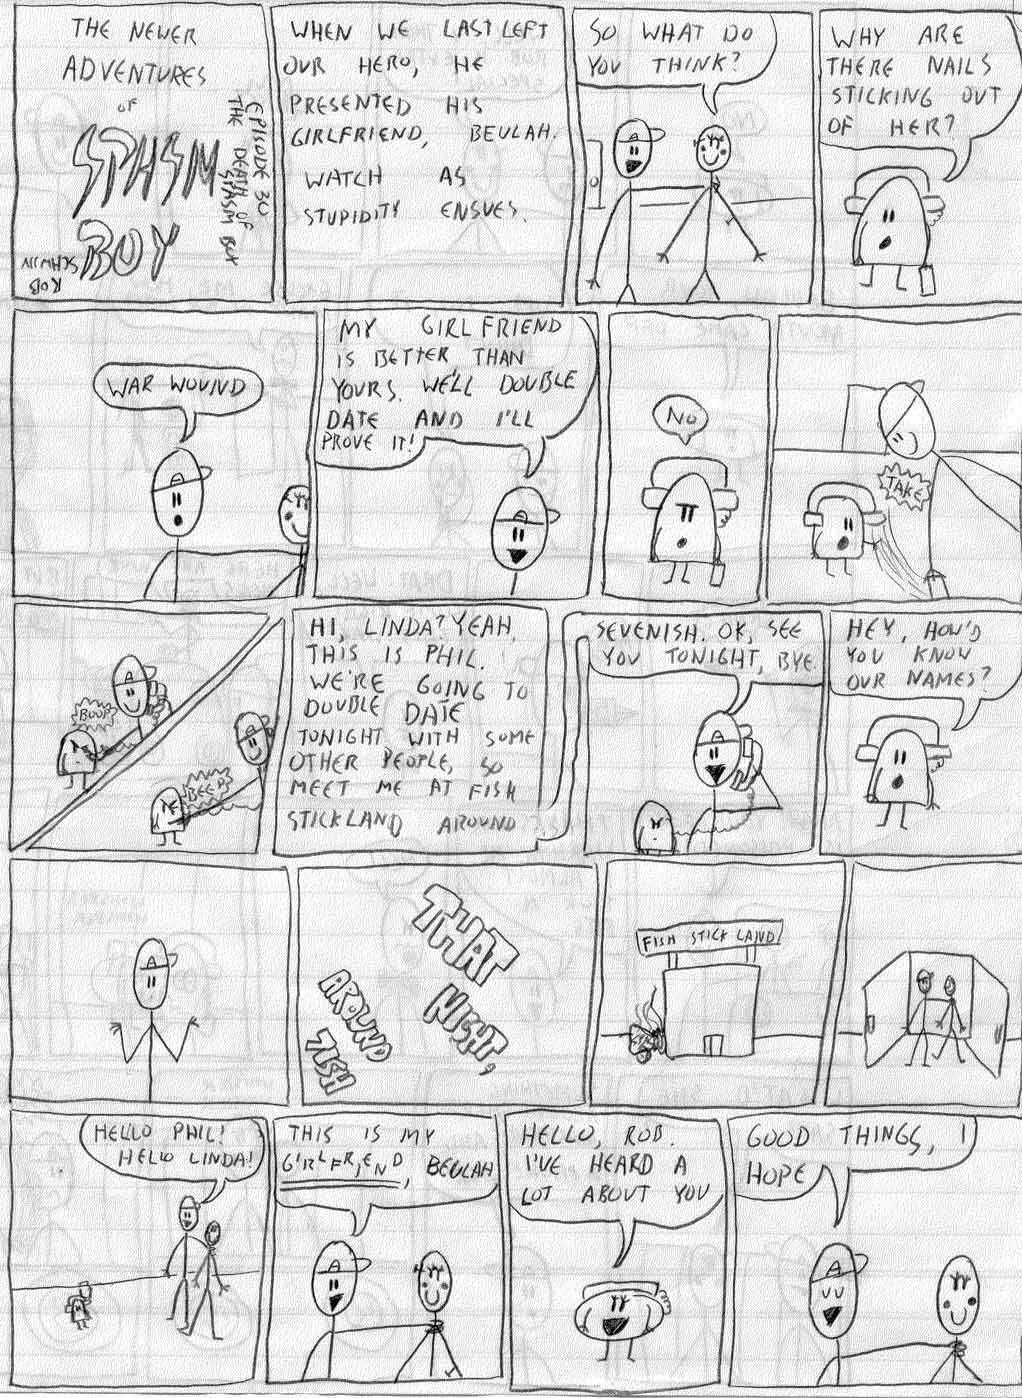 THE NEWER
ADVENTURES
OF
SPASM
BOY
EPISODE 30
THE DEATH OF
SPASM BOY
ROB
SCHWIN
WHEN WE LAST LEFT
OUR HERO, HE
PRESENTED HIS
GIRLFRIEND, BEULAH.
WATCH AS
STUPIDITY ENSUES.
SO WHAT DO
YOU THINK?
WHY ARE
THERE NAILS
STICKING OUT
OF HER?
WAR WOUND
MY GIRLFRIEND
IS BETTER THAN
YOURS. WE'LL DOUBLE
DATE AND I'LL
PROVE IT!
NO
TAKE
BOOP
BEEP
HI, LINDA? YEAH,
THIS IS PHIL.
WE'RE GOING TO
DOUBLE DATE
TONIGHT WITH SOME
OTHER PEOPLE, SO
MEET ME AT FISH
STICKLAND AROUND
SEVENISH. OK, SEE
YOU TONIGHT, BYE.
HEY, HOW'D
YOU KNOW
OUR NAMES?
THAT
NIGHT,
AROUND
7ISH
FISH STICK LAND
HELLO PHIL!
HELLO LINDA!
THIS IS MY
GIRLFRIEND, BEULAH
HELLO, ROB.
I'VE HEARD A
LOT ABOUT YOU
GOOD THINGS, I
HOPE